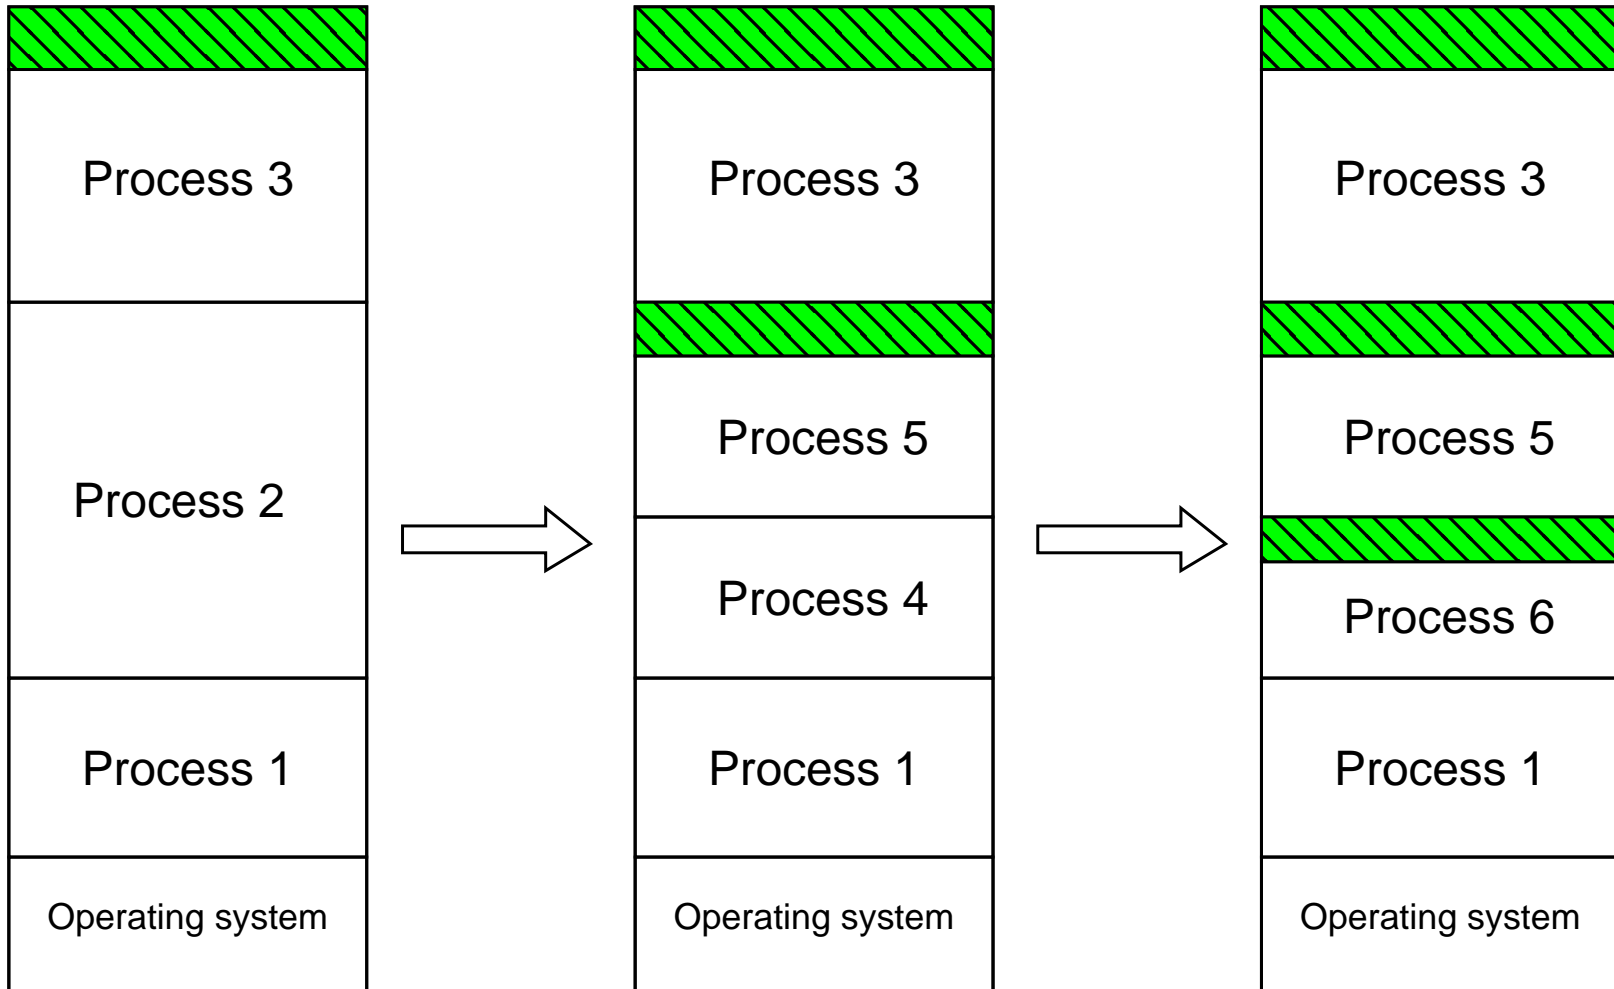 Process 3
Process 2
Process 1
Operating system
Process 3
Process 5
Process 4
Process 1
Operating system
Process 3
Process 5
Process 6
Process 1
Operating system